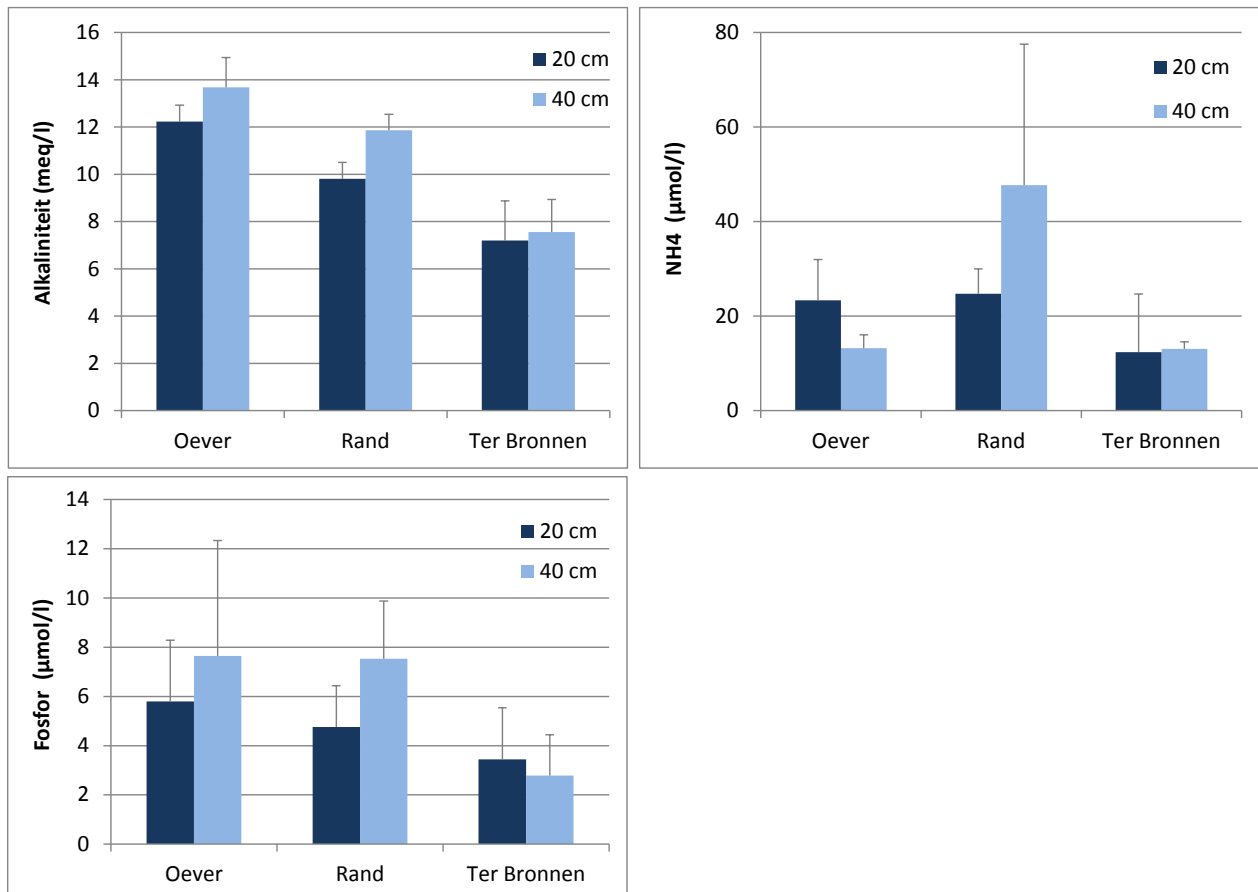 Alkaliniteit (meq/l)
16
14
12
10
8
6
4
2
0
20 cm
40 cm
Oever Rand Ter Bronnen
NH4 (µmol/l)
80
60
40
20
0
20 cm
40 cm
Oever Rand Ter Bronnen
Fosfor (µmol/l)
14
12
10
8
6
4
2
0
20 cm
40 cm
Oever Rand Ter Bronnen